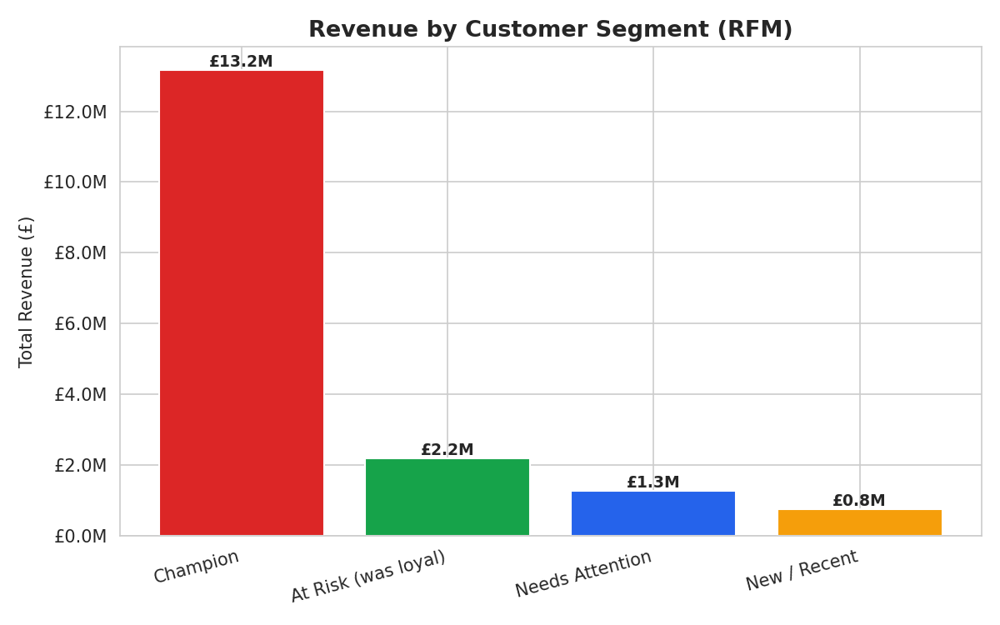 Revenue by Customer Segment (RFM)
Total Revenue (£)
£12.0M
£10.0M
£8.0M
£6.0M
£4.0M
£2.0M
£0.0M
£13.2M
£2.2M
£1.3M
£0.8M
Champion
At Risk (was loyal)
Needs Attention
New / Recent